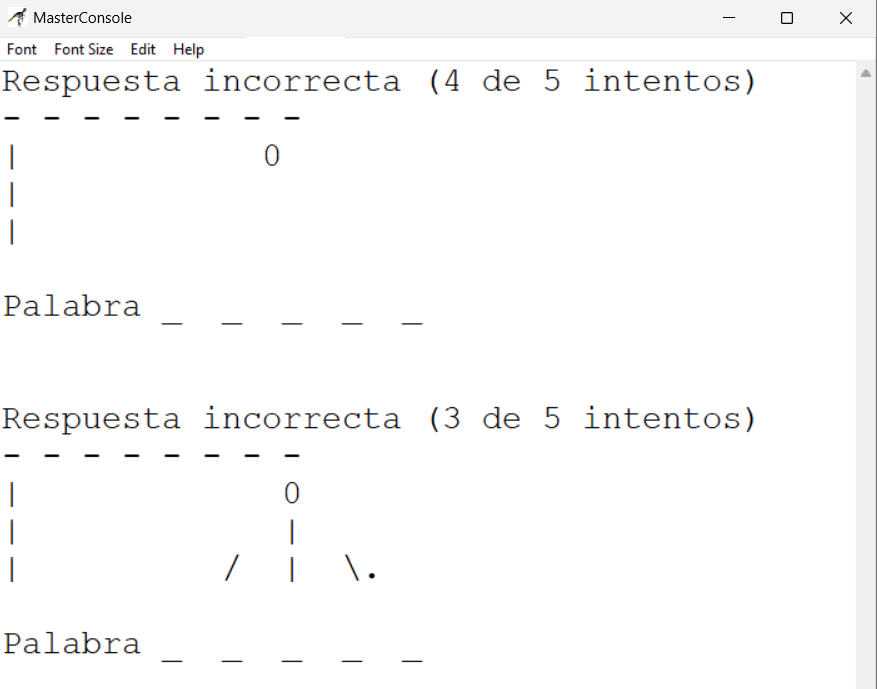 MasterConsole
Font Font Size Edit Help
Respuesta incorrecta (4 de 5 intentos)
- - - - - - - -
|            0
|
|
Palabra _  _  _  _  _
Respuesta incorrecta (3 de 5 intentos)
- - - - - - - -
|             0
|             |
|          /  |  \.
Palabra _  _  _  _  _